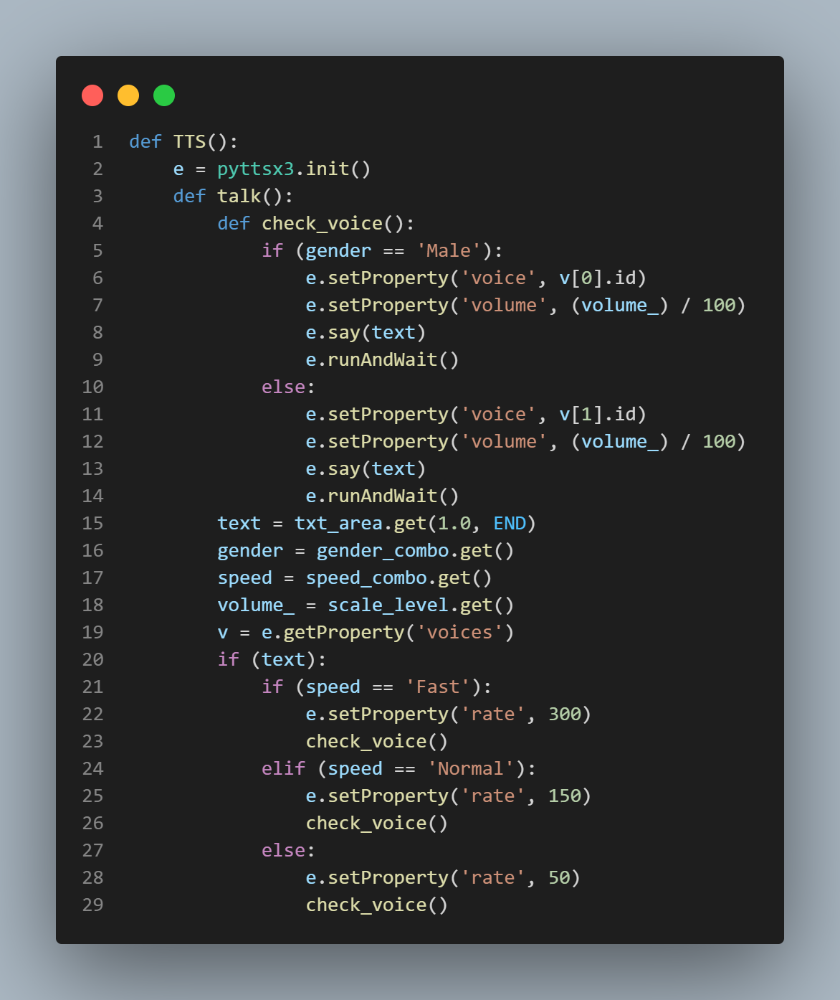 1 def TTS():
2     e = pyttsx3.init()
3     def talk():
4         def check_voice():
5             if (gender == 'Male'):
6                 e.setProperty('voice', v[0].id)
7                 e.setProperty('volume', (volume_) / 100)
8                 e.say(text)
9                 e.runAndWait()
10             else:
11                 e.setProperty('voice', v[1].id)
12                 e.setProperty('volume', (volume_) / 100)
13                 e.say(text)
14                 e.runAndWait()
15         text = txt_area.get(1.0, END)
16         gender = gender_combo.get()
17         speed = speed_combo.get()
18         volume_ = scale_level.get()
19         v = e.getProperty('voices')
20         if (text):
21             if (speed == 'Fast'):
22                 e.setProperty('rate', 300)
23                 check_voice()
24             elif (speed == 'Normal'):
25                 e.setProperty('rate', 150)
26                 check_voice()
27             else:
28                 e.setProperty('rate', 50)
29                 check_voice()